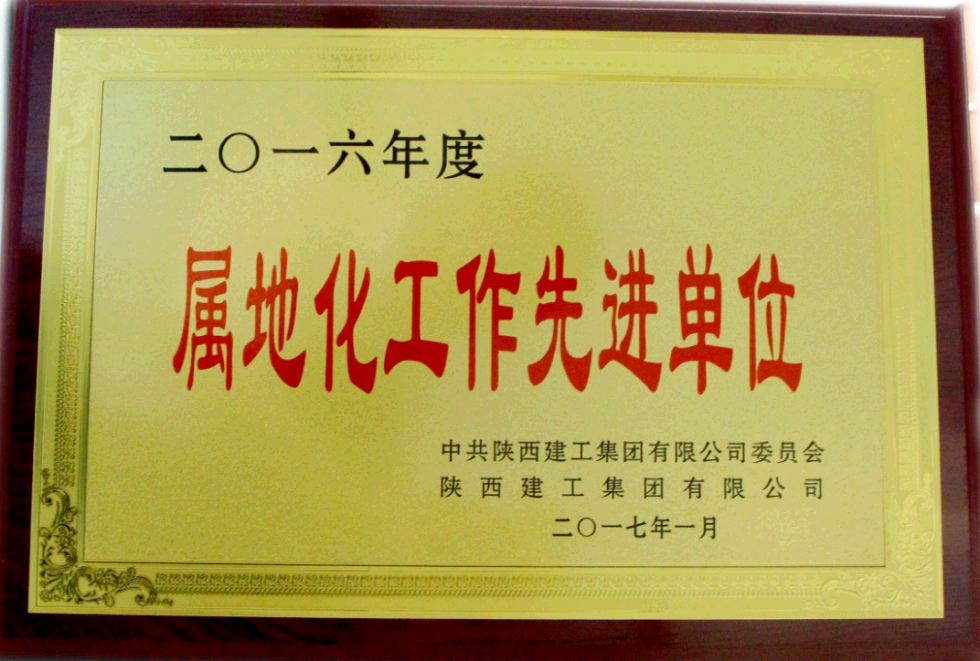 二〇一六年度
属地化工作先进单位
中共陕西建工集团有限公司委员会
陕西建工集团有限公司
二〇一七年一月